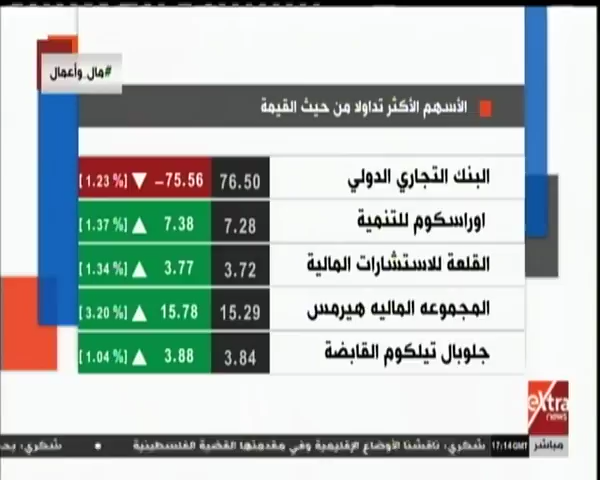 #مال_وأعمال
الأسهم الأكثر تداولا من حيث القيمة
البنك التجاري الدولي 76.50 –75.56 ▼ [1.23 %]
اوراسكوم للتنمية 7.28 7.38 ▲ [1.37 %]
القلعة للاستشارات المالية 3.72 3.77 ▲ [1.34 %]
المجموعه الماليه هيرمس 15.29 15.78 ▲ [3.20 %]
جلوبال تيلكوم القابضة 3.84 3.88 ▲ [1.04 %]
eXtra
news
مباشر
17:14 GMT شكري: ناقشنا الأوضاع الإقليمية وفي مقدمتها القضية الفلسطينية • شكري: بحد